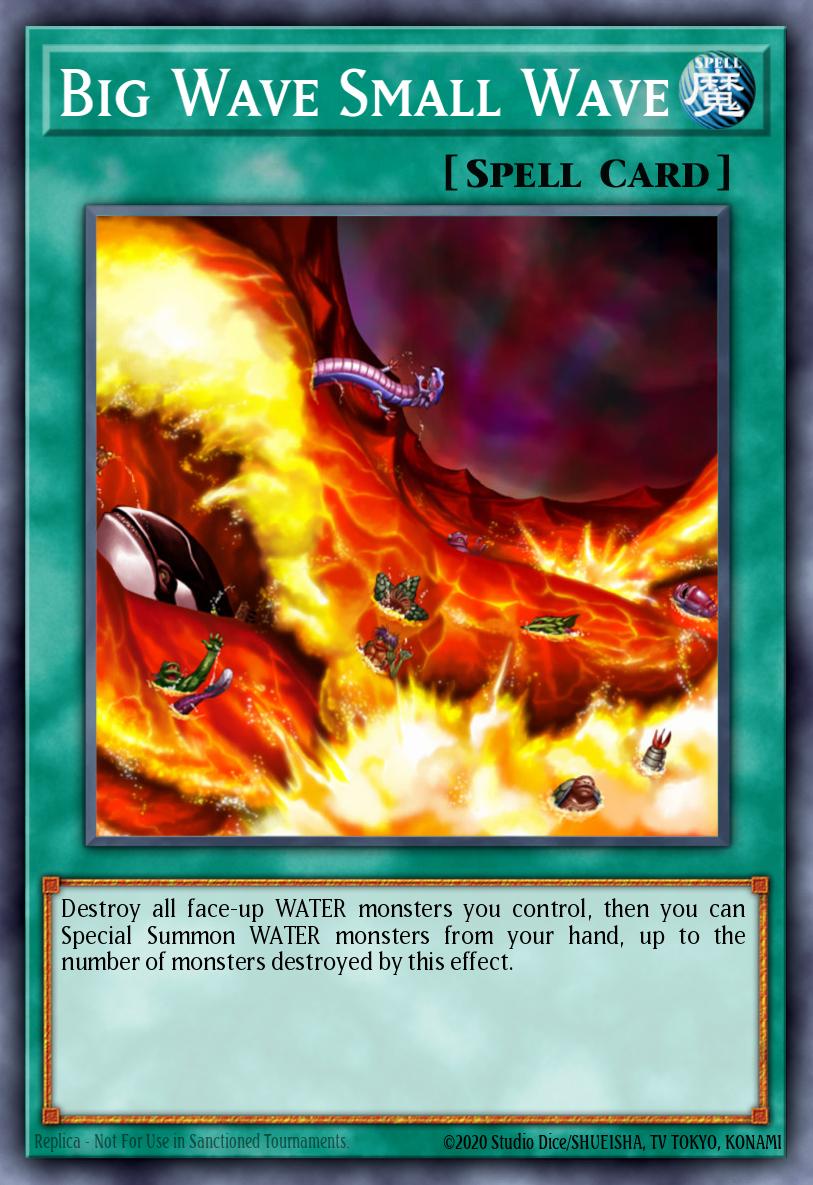 Big Wave Small Wave
SPELL
魔
[Spell Card]
Destroy all face-up WATER monsters you control, then you can
Special Summon WATER monsters from your hand, up to the
number of monsters destroyed by this effect.
Replica - Not For Use in Sanctioned Tournaments.
©2020 Studio Dice/SHUEISHA, TV TOKYO, KONAMI